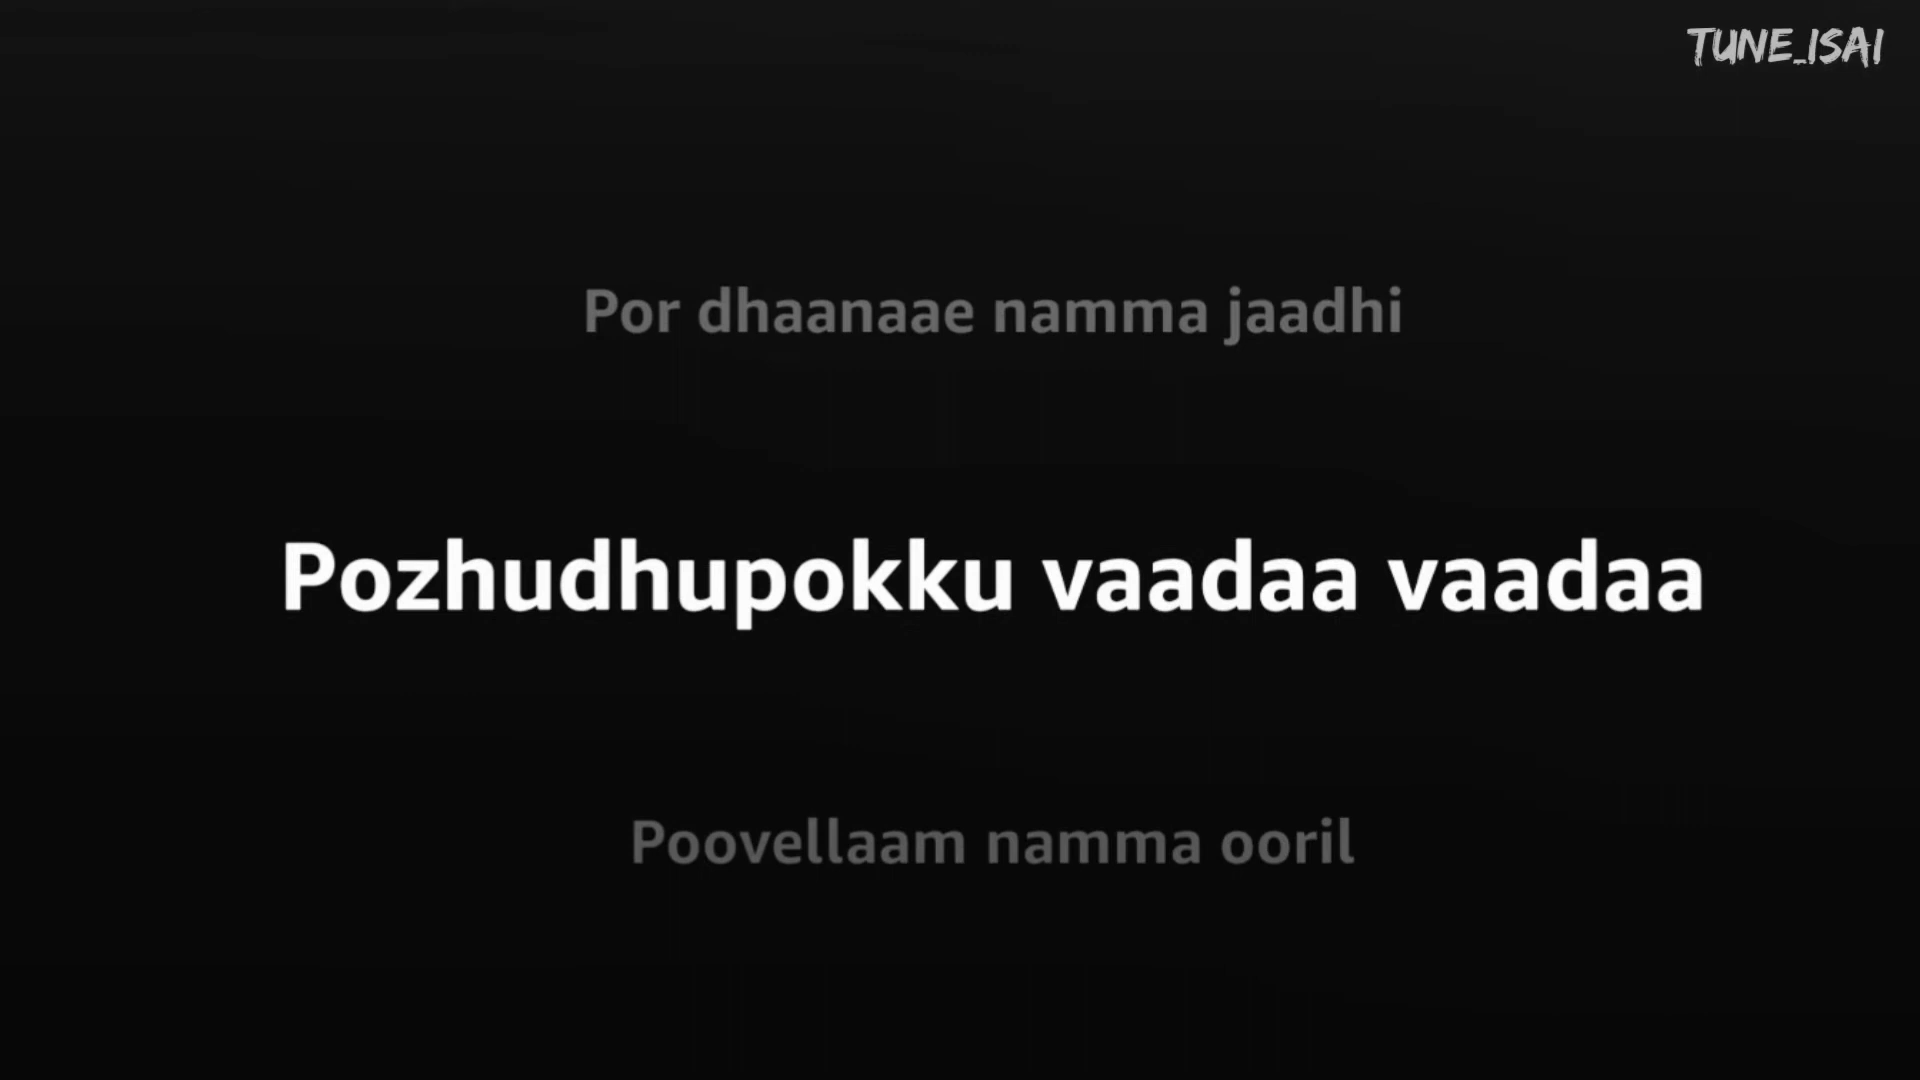 TUNE_ISAI
Por dhaanaae namma jaadhi
Pozhudhupokku vaadaa vaadaa
Poovellaam namma ooril